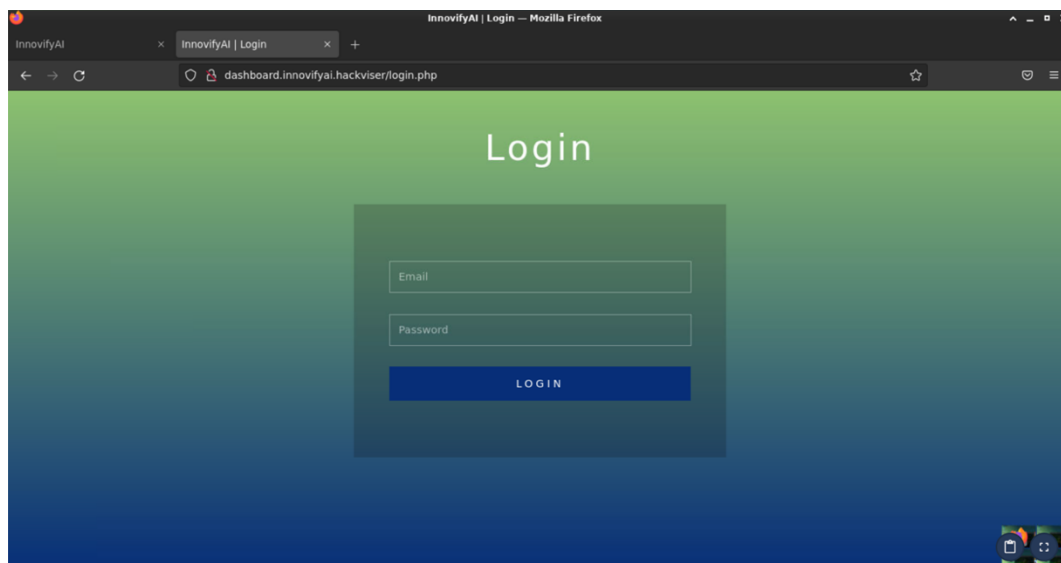 InnovifyAI | Login — Mozilla Firefox
InnovifyAI
InnovifyAI | Login
dashboard.innovifyai.hackviser/login.php
Login
Email
Password
LOGIN